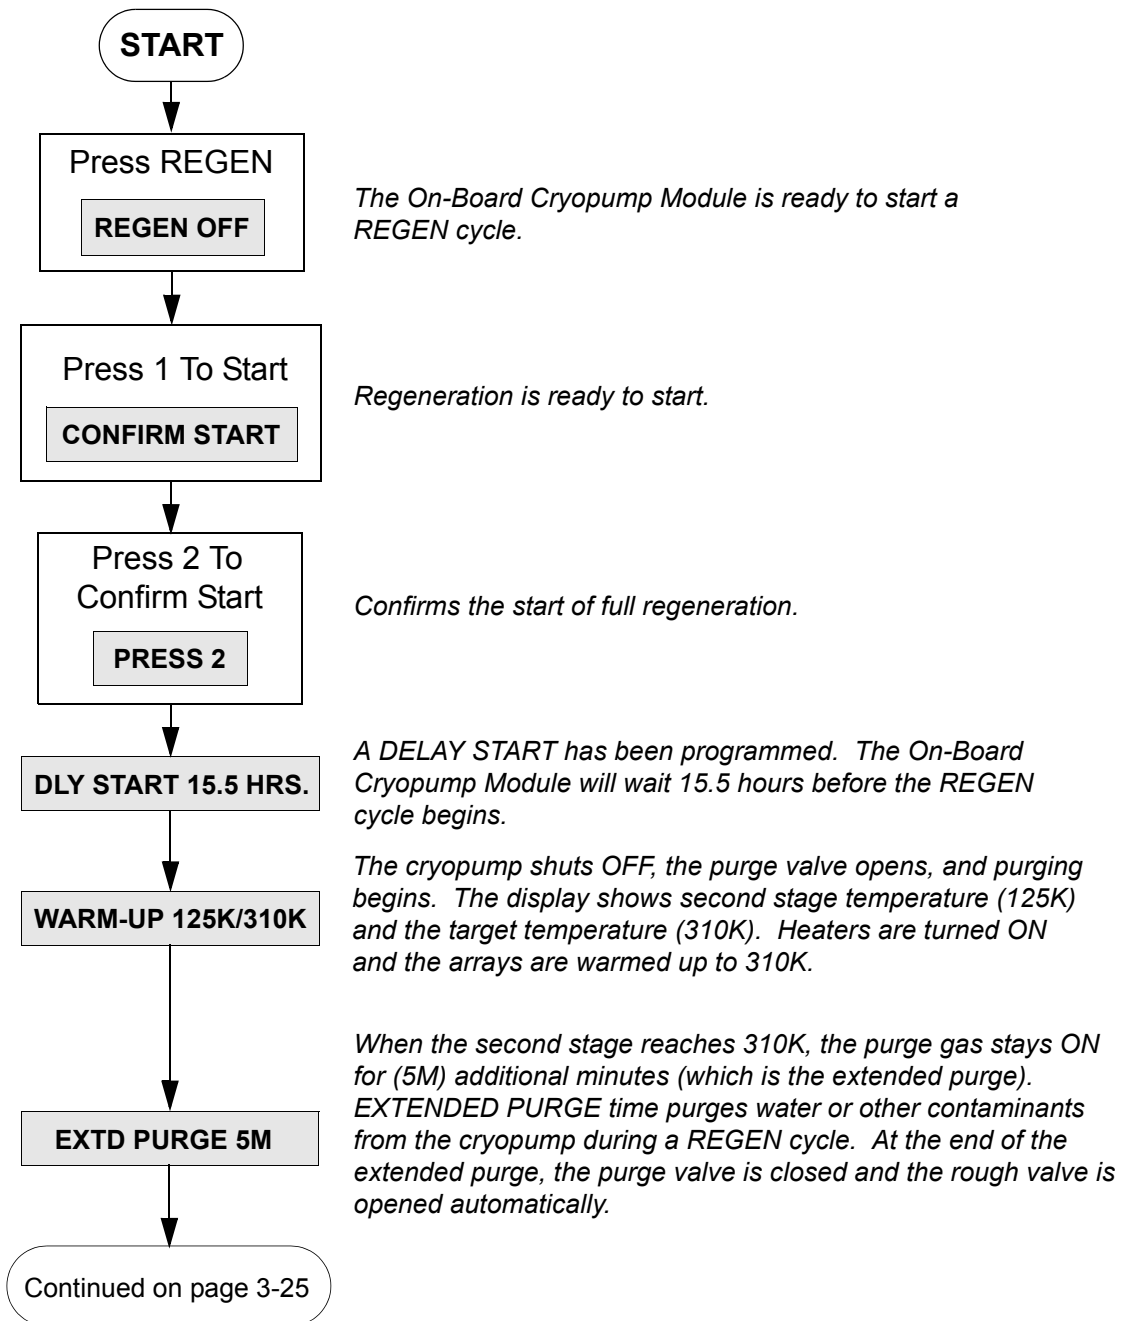 START
Press REGEN
REGEN OFF
The On-Board Cryopump Module is ready to start a
REGEN cycle.
Press 1 To Start
CONFIRM START
Regeneration is ready to start.
Press 2 To
Confirm Start
PRESS 2
Confirms the start of full regeneration.
DLY START 15.5 HRS.
A DELAY START has been programmed.  The On-Board
Cryopump Module will wait 15.5 hours before the REGEN
cycle begins.
WARM-UP 125K/310K
The cryopump shuts OFF, the purge valve opens, and purging
begins.  The display shows second stage temperature (125K)
and the target temperature (310K).  Heaters are turned ON
and the arrays are warmed up to 310K.
EXTD PURGE 5M
When the second stage reaches 310K, the purge gas stays ON
for (5M) additional minutes (which is the extended purge).
EXTENDED PURGE time purges water or other contaminants
from the cryopump during a REGEN cycle.  At the end of the
extended purge, the purge valve is closed and the rough valve is
opened automatically.
Continued on page 3-25